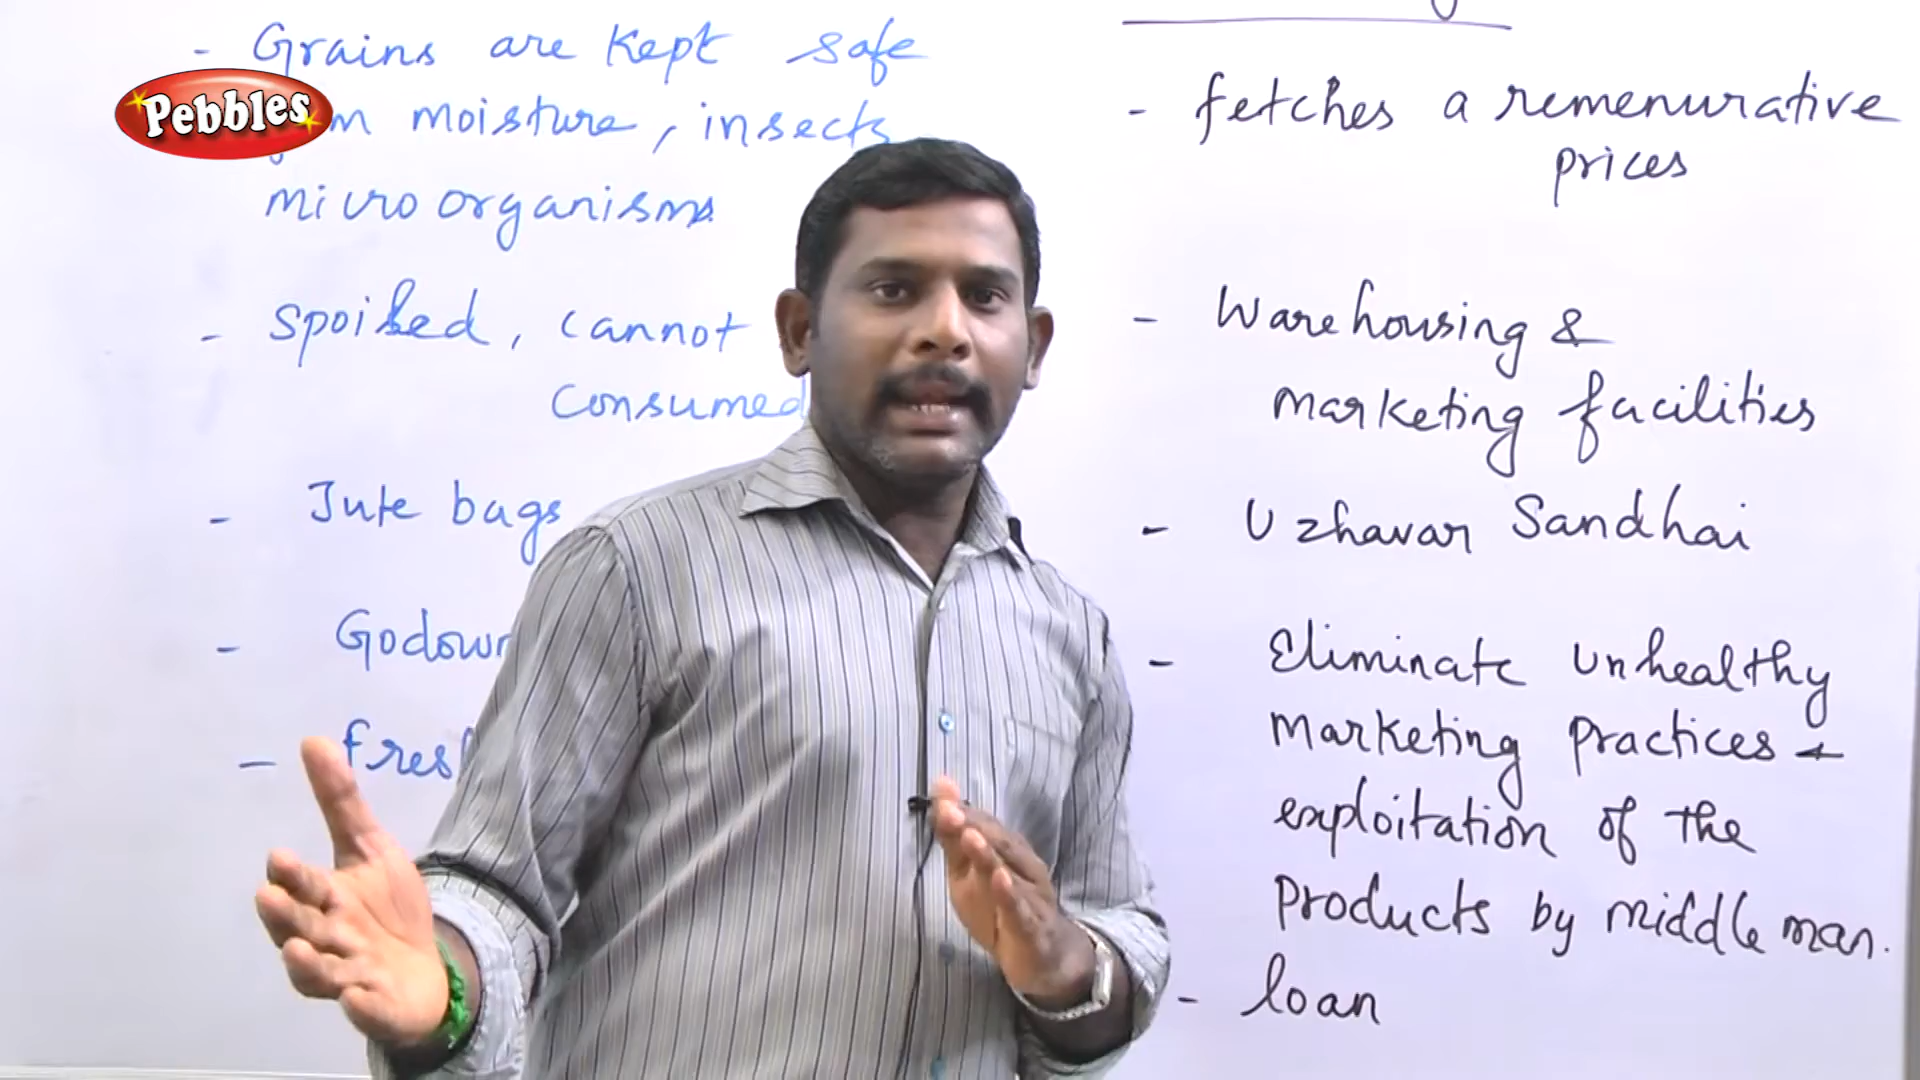 - Grains are kept safe
Pebbles
moisture, insects
micro organisms
- Spoiled, cannot
consumed
- Jute bags
- Godown
- Fresh
- fetches a remenurative
prices
- Warehousing &
marketing facilities
- Uzhavar Sandhai
- Eliminate unhealthy
marketing practices +
exploitation of the
products by middle man.
- loan